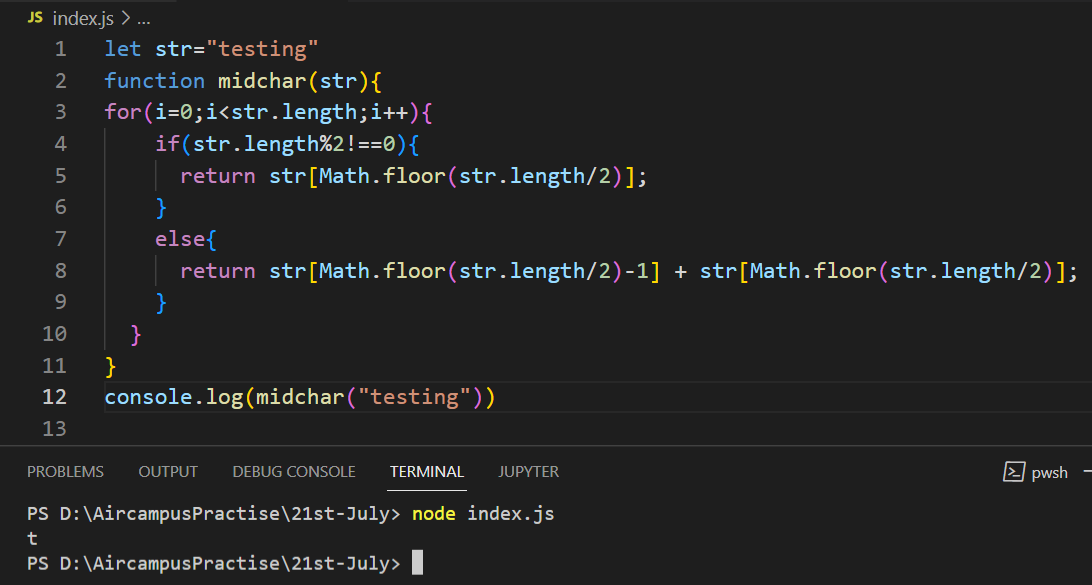 JS index.js > ...
1 let str="testing"
2 function midchar(str){
3 for(i=0;i<str.length;i++){
4     if(str.length%2!==0){
5       return str[Math.floor(str.length/2)];
6     }
7     else{
8       return str[Math.floor(str.length/2)-1] + str[Math.floor(str.length/2)];
9     }
10   }
11 }
12 console.log(midchar("testing"))
13
PROBLEMS OUTPUT DEBUG CONSOLE TERMINAL JUPYTER pwsh
PS D:\AircampusPractise\21st-July> node index.js
t
PS D:\AircampusPractise\21st-July>